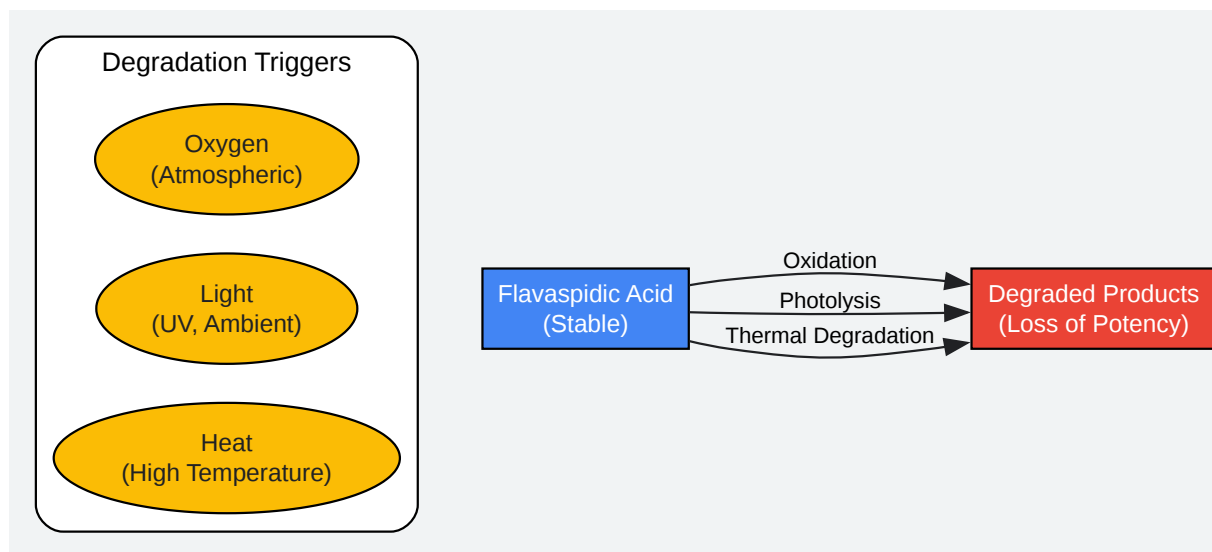 Degradation Triggers
Oxygen
(Atmospheric)
Light
(UV, Ambient)
Heat
(High Temperature)
Flavaspidic Acid
(Stable)
Oxidation
Photolysis
Thermal Degradation
Degraded Products
(Loss of Potency)